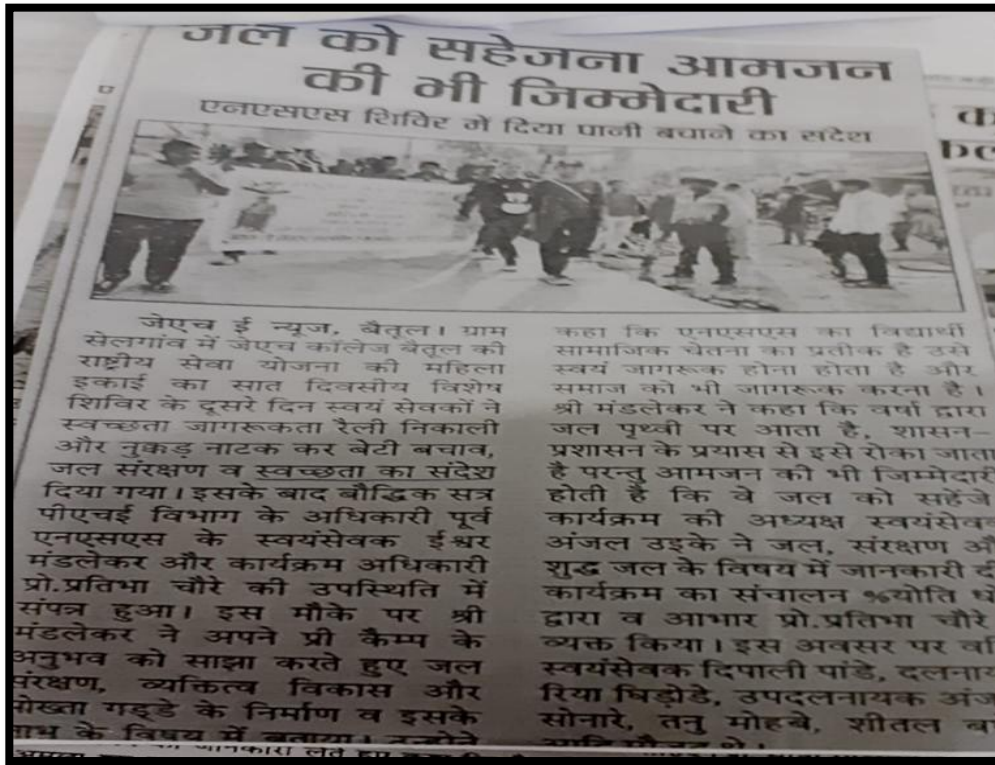 जल को सहेजना आमजन
की भी जिम्मेदारी
एनएसएस शिविर में दिया पानी बचाने का संदेश
जेएच ई न्यूज, बैतूल। ग्राम
सेलगांव में जेएच कॉलेज बैतूल की
राष्ट्रीय सेवा योजना की महिला
इकाई का सात दिवसीय विशेष
शिविर के दूसरे दिन स्वयं सेवकों ने
स्वच्छता जागरूकता रैली निकाली
और नुक्कड़ नाटक कर बेटी बचाव,
जल संरक्षण व स्वच्छता का संदेश
दिया गया। इसके बाद बौद्धिक सत्र
पीएचई विभाग के अधिकारी पूर्व
एनएसएस के स्वयंसेवक ईश्वर
मंडलेकर और कार्यक्रम अधिकारी
प्रो.प्रतिभा चौरे की उपस्थिति में
संपन्न हुआ। इस मौके पर श्री
मंडलेकर ने अपने प्री कैम्प के
अनुभव को साझा करते हुए जल
संरक्षण, व्यक्तित्व विकास और
सोख्ता गड्डे के निर्माण व इसके
लाभ के विषय में बताया। उन्होने
कहा कि एनएसएस का विद्यार्थी
सामाजिक चेतना का प्रतीक है उसे
स्वयं जागरूक होना होता है और
समाज को भी जागरूक करना है।
श्री मंडलेकर ने कहा कि वर्षा द्वारा
जल पृथ्वी पर आता है, शासन-
प्रशासन के प्रयास से इसे रोका जाता
है परन्तु आमजन की भी जिम्मेदारी
होती है कि वे जल को सहेंजे
कार्यक्रम की अध्यक्ष स्वयंसेवक
अंजल उइके ने जल, संरक्षण
शुद्ध जल के विषय में जानकारी
कार्यक्रम का संचालन %योति
द्वारा व आभार प्रो.प्रतिभा चौरे
व्यक्त किया। इस अवसर पर
स्वयंसेवक दिपाली पांडे,
रिया घिड़ोडे, उपदलनायक
सोनारे, तनु मोहबे, शीतल
आदि मौजूद थे।